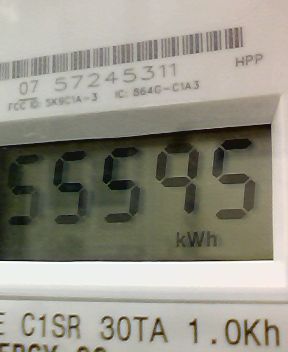 HPP
07 57245311
FCC ID: SK9C1A-3 IC: 864G-C1A3
55595
kWh
E C1SR 30TA 1.0Kh